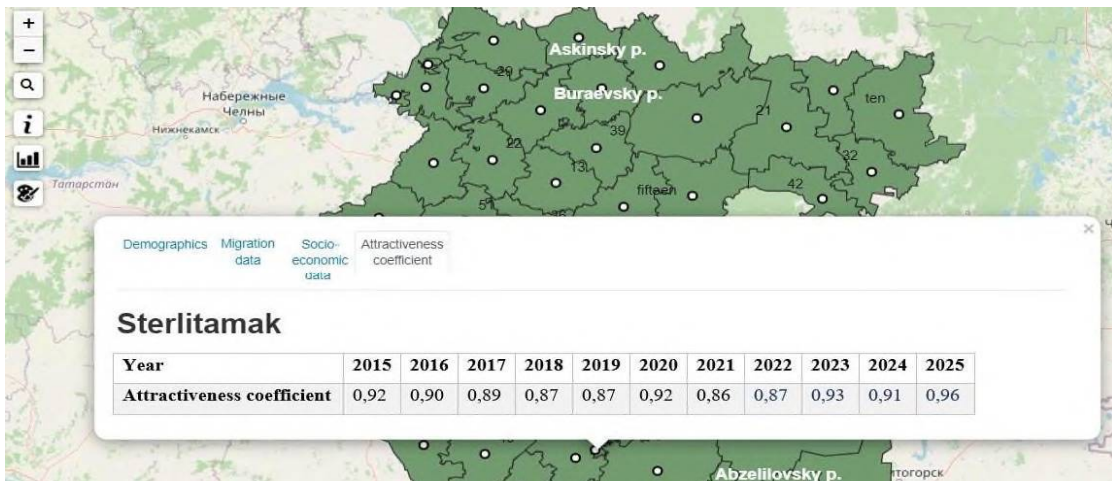 +
−
i
Askinsky p.
29
Buraevsky p.
Набережные
Челны
Нижнекамск
ten
21
39
22
13
32
Татарстан
42
fifteen
Demographics
Migration
data
Socio-
economic
data
Attractiveness
coefficient
×
Sterlitamak
Year 2015 2016 2017 2018 2019 2020 2021 2022 2023 2024 2025
Attractiveness coefficient 0,92 0,90 0,89 0,87 0,87 0,92 0,86 0,87 0,93 0,91 0,96
Abzelilovsky p.